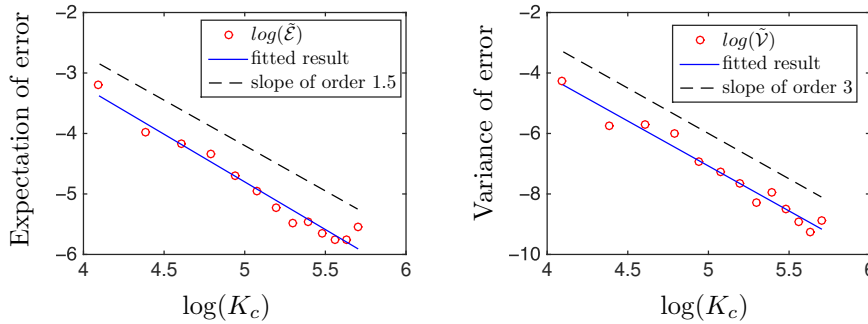 −2
−3
−4
−5
−6
4
4.5
5
5.5
6
Expectation of error
log(K_c)
log(ℰ̃)
fitted result
slope of order 1.5
−2
−4
−6
−8
−10
4
4.5
5
5.5
6
Variance of error
log(K_c)
log(𝒱̃)
fitted result
slope of order 3